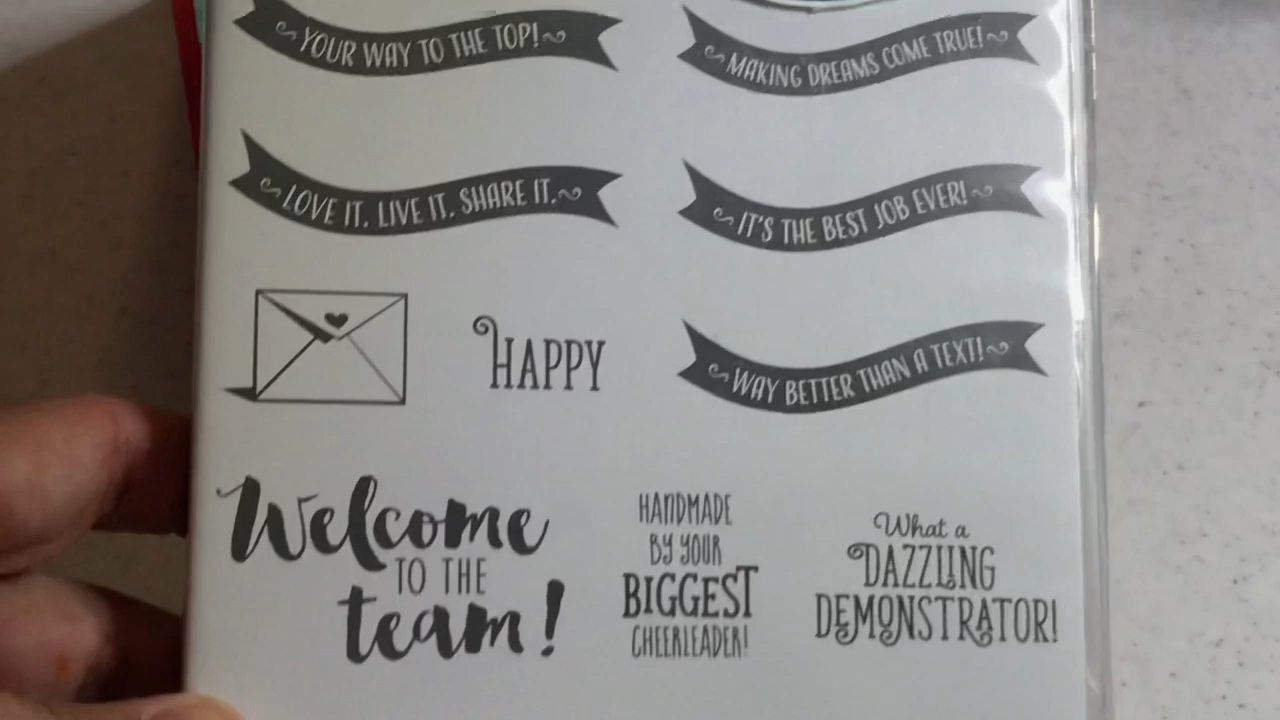 YOUR WAY TO THE TOP!
MAKING DREAMS COME TRUE!
LOVE IT. LIVE IT. SHARE IT.
IT'S THE BEST JOB EVER!
HAPPY
WAY BETTER THAN A TEXT!
Welcome
TO THE
team!
HANDMADE
BY YOUR
BIGGEST
CHEERLEADER!
What a
DAZZLING
DEMONSTRATOR!